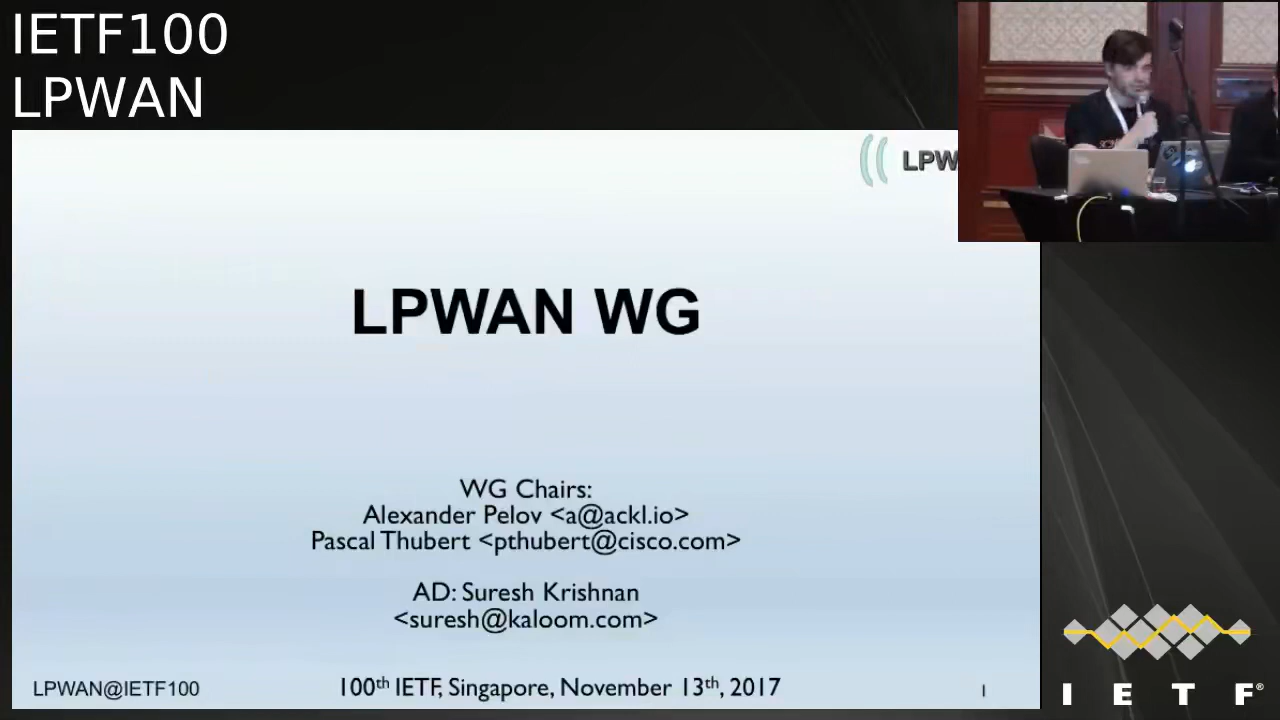 IETF100
LPWAN
LPW
LPWAN WG
WG Chairs:
Alexander Pelov <a@ackl.io>
Pascal Thubert <pthubert@cisco.com>
AD: Suresh Krishnan
<suresh@kaloom.com>
LPWAN@IETF100
100th IETF, Singapore, November 13th, 2017
1
I E T F®